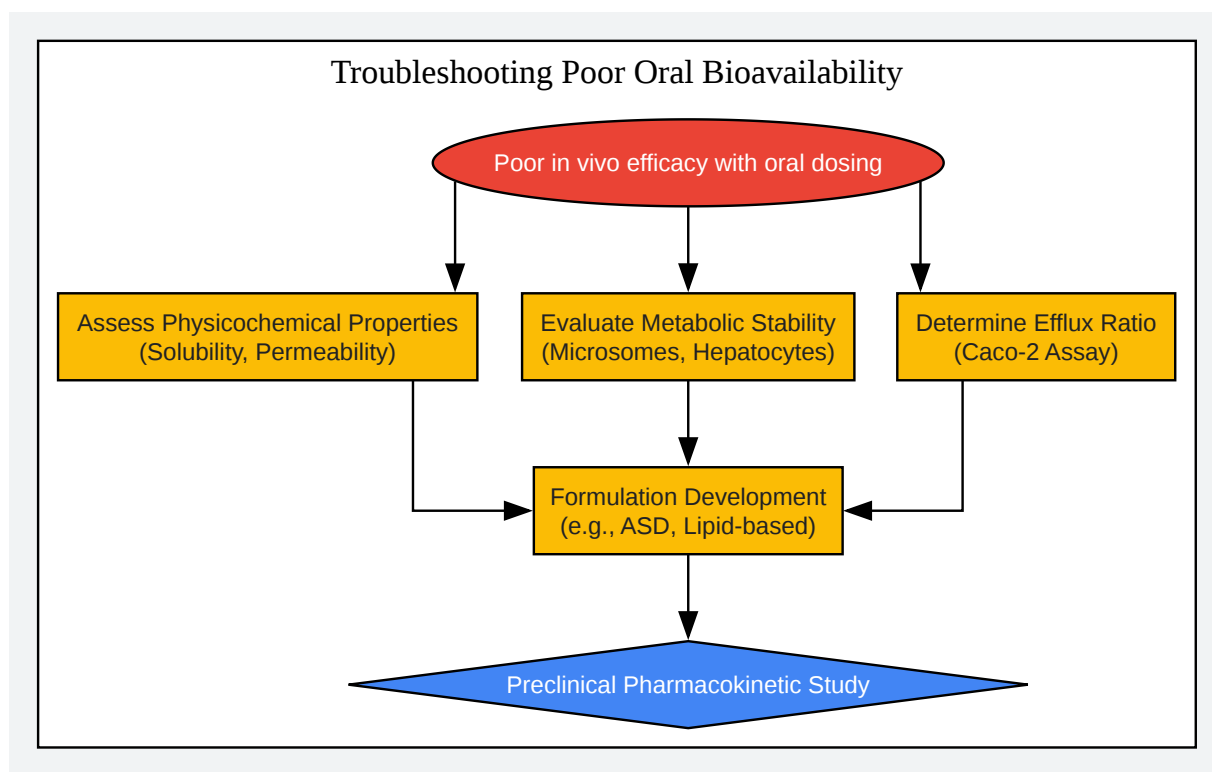 Troubleshooting Poor Oral Bioavailability
Poor in vivo efficacy with oral dosing
Assess Physicochemical Properties
(Solubility, Permeability)
Evaluate Metabolic Stability
(Microsomes, Hepatocytes)
Determine Efflux Ratio
(Caco-2 Assay)
Formulation Development
(e.g., ASD, Lipid-based)
Preclinical Pharmacokinetic Study